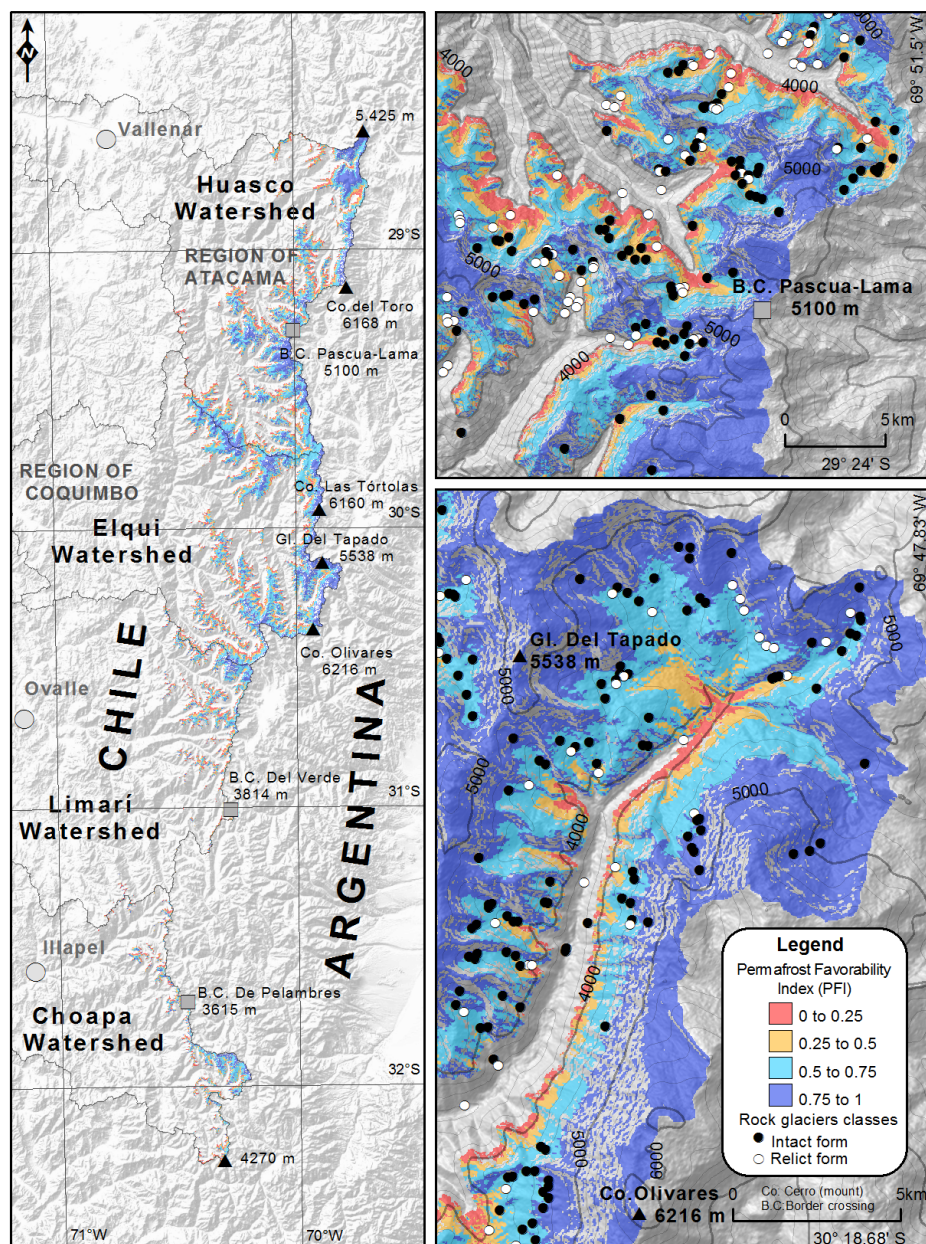 N
5.425 m
Vallenar
Huasco
Watershed
29°S
REGION OF
ATACAMA
Co.del Toro
6168 m
B.C. Pascua-Lama
5100 m
REGION OF
COQUIMBO
Co. Las Tórtolas
6160 m
30°S
Elqui
Watershed
Gl. Del Tapado
5538 m
CHILE
Co. Olivares
6216 m
Ovalle
ARGENTINA
B.C. Del Verde
3814 m
31°S
Limarí
Watershed
Illapel
B.C. De Pelambres
3615 m
Choapa
Watershed
32°S
4270 m
71°W
70°W
4000
5000
5000
69° 51.5' W
4000
5000
5000
B.C. Pascua-Lama
5100 m
5000
4000
0 5km
29° 24' S
69° 47.83' W
5000
Gl. Del Tapado
5538 m
5000
5000
5000
4000
4000
5000
6000
Legend
Permafrost Favorability
Index (PFI)
0 to 0.25
0.25 to 0.5
0.5 to 0.75
0.75 to 1
Rock glaciers classes
Intact form
Relict form
Co.Olivares
6216 m
Co: Cerro (mount)
B.C:Border crossing
0 5km
30° 18.68' S